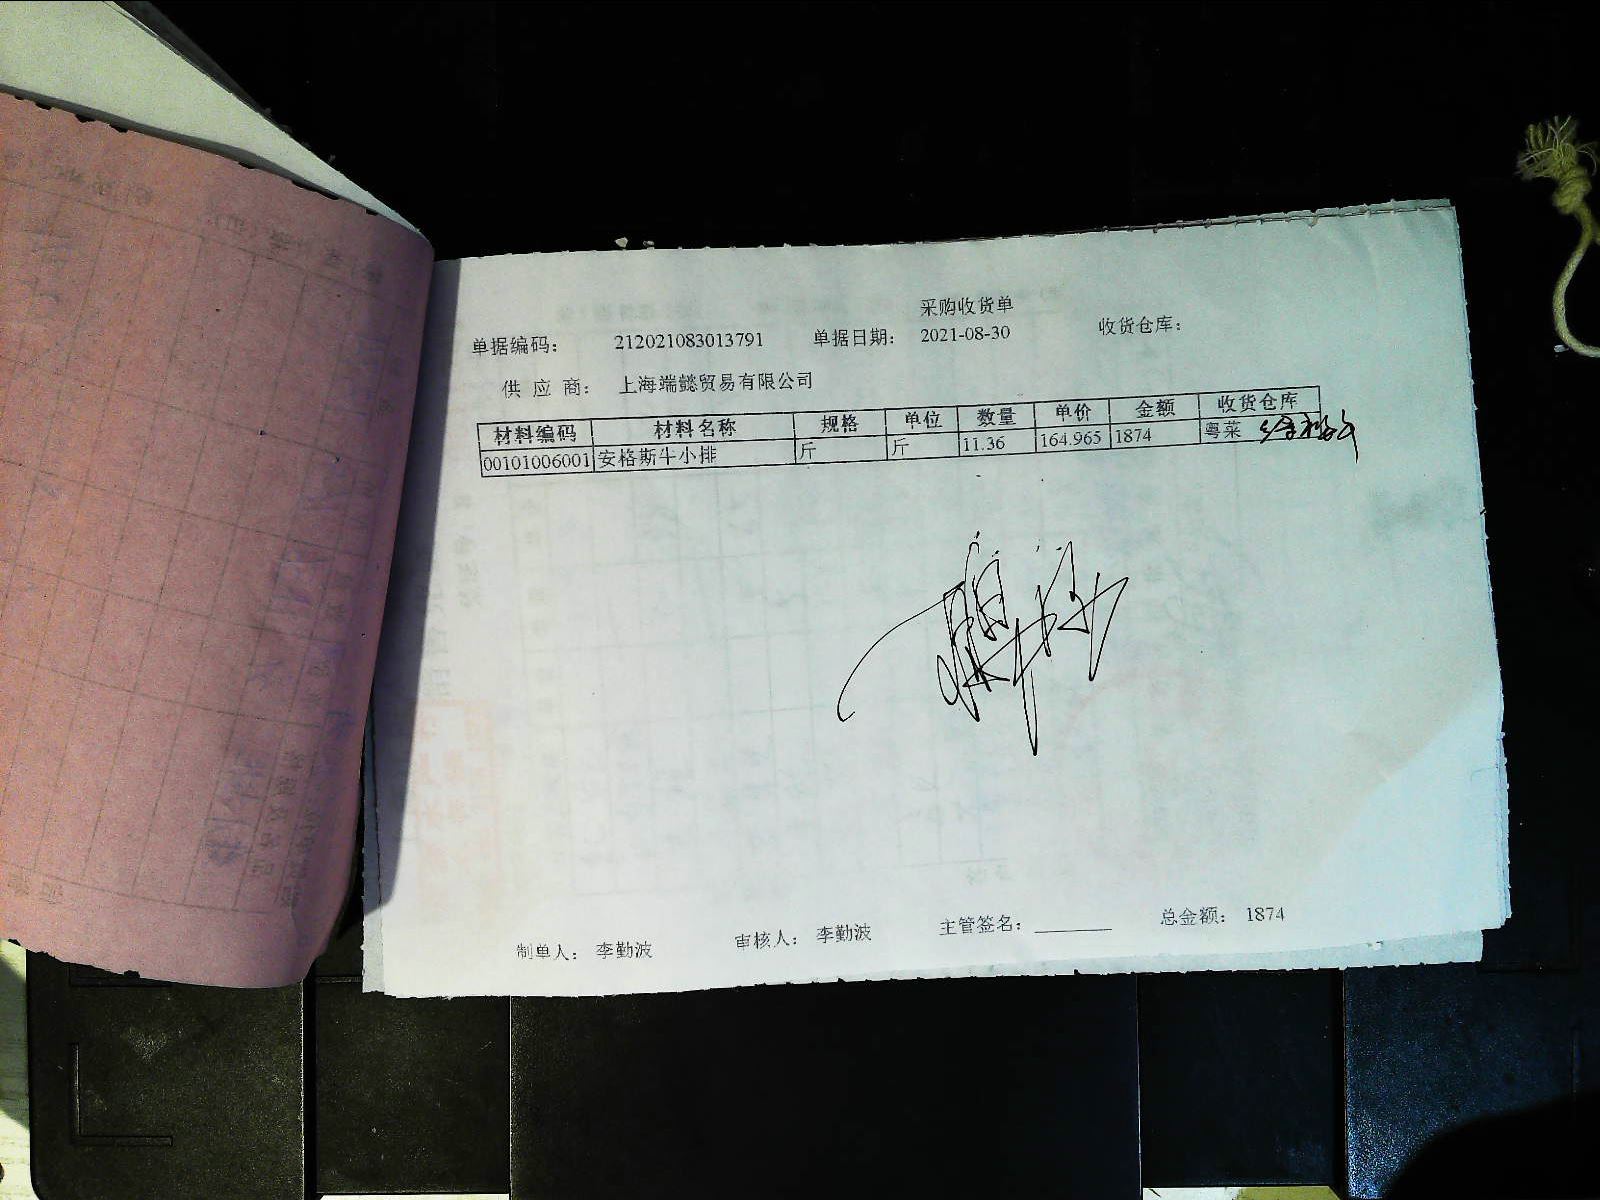 采购收货单
单据编码： 212021083013791 单据日期： 2021-08-30 收货仓库：
供 应 商： 上海端懿贸易有限公司
材料编码 材料名称 规格 单位 数量 单价 金额 收货仓库
00101006001 安格斯牛小排 斤 斤 11.36 164.965 1874 粤菜
制单人： 李勤波 审核人： 李勤波 主管签名： 总金额： 1874